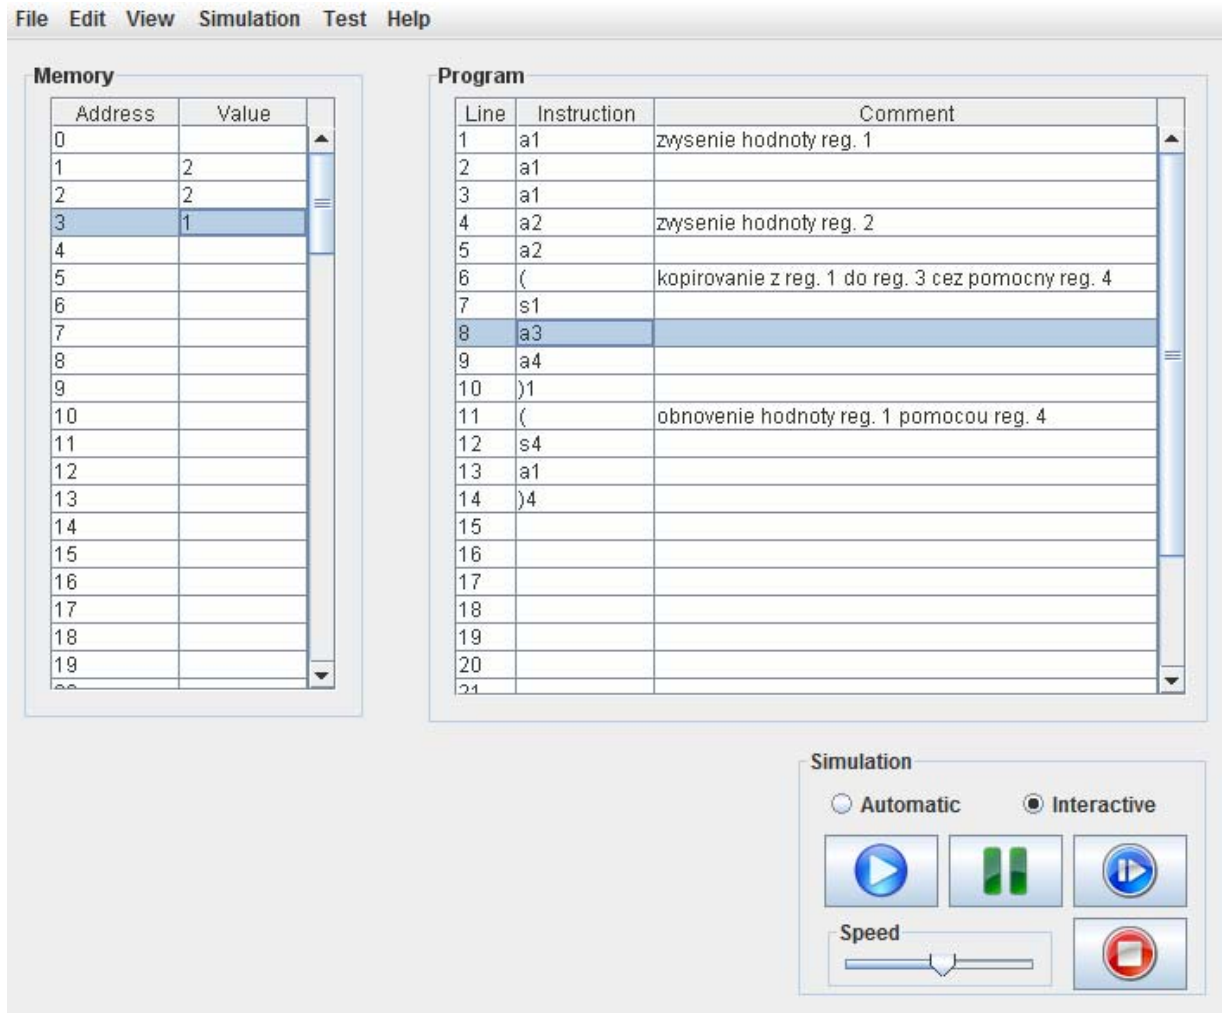 File Edit View Simulation Test Help
Memory
Address Value
0
1 2
2 2
3 1
4
5
6
7
8
9
10
11
12
13
14
15
16
17
18
19
20
Program
Line Instruction Comment
1 a1 zvysenie hodnoty reg. 1
2 a1
3 a1
4 a2 zvysenie hodnoty reg. 2
5 a2
6 ( kopirovanie z reg. 1 do reg. 3 cez pomocny reg. 4
7 s1
8 a3
9 a4
10 )1
11 ( obnovenie hodnoty reg. 1 pomocou reg. 4
12 s4
13 a1
14 )4
15
16
17
18
19
20
21
Simulation
Automatic Interactive
Speed